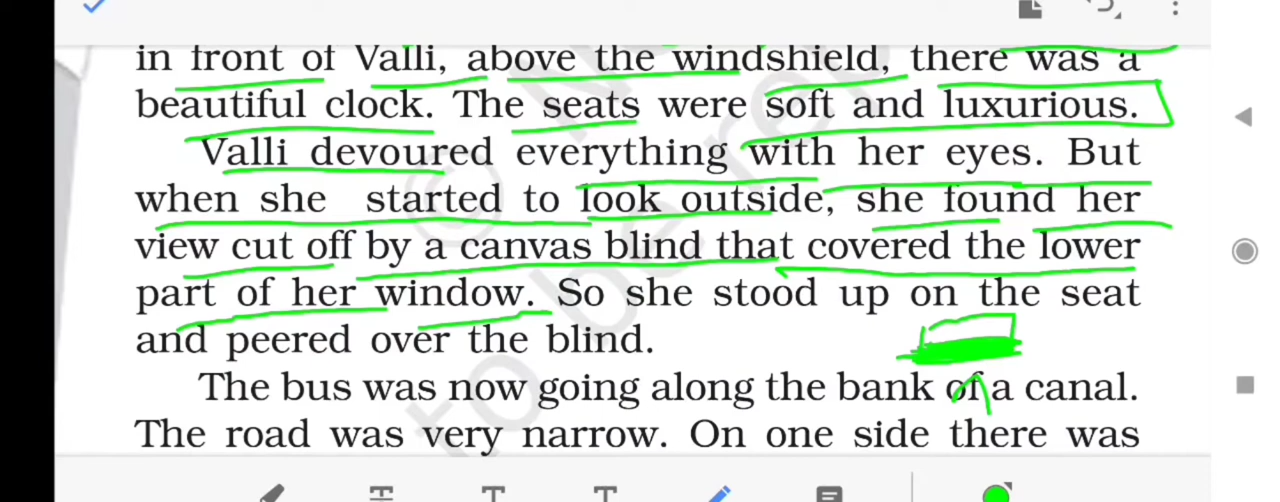 in front of Valli, above the windshield, there was a
beautiful clock. The seats were soft and luxurious.
Valli devoured everything with her eyes. But
when she started to look outside, she found her
view cut off by a canvas blind that covered the lower
part of her window. So she stood up on the seat
and peered over the blind.
The bus was now going along the bank of a canal.
The road was very narrow. On one side there was